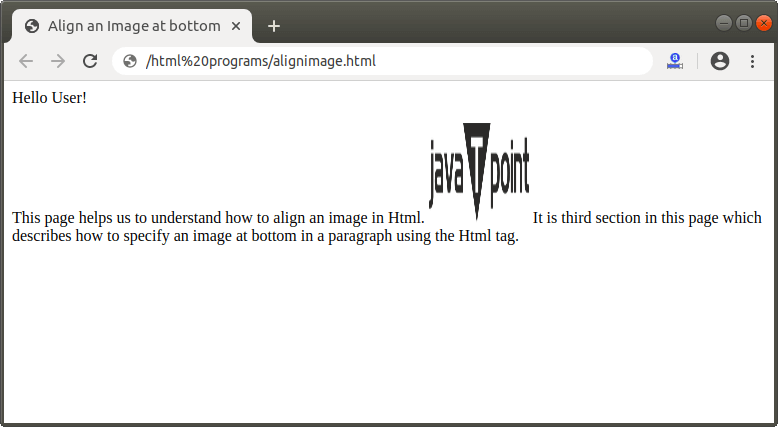 Align an Image at bottom
/html%20programs/alignimage.html
a
Hello User!
java T point
This page helps us to understand how to align an image in Html. It is third section in this page which
describes how to specify an image at bottom in a paragraph using the Html tag.